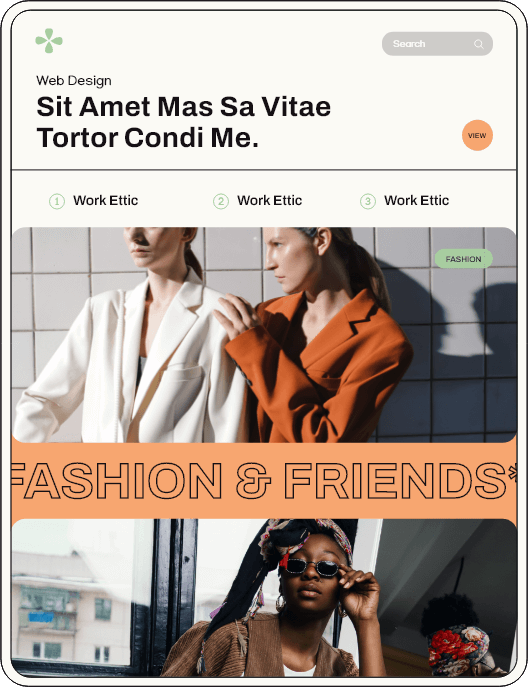 Search
Web Design
Sit Amet Mas Sa Vitae
Tortor Condi Me.
VIEW
1 Work Ettic
2 Work Ettic
3 Work Ettic
FASHION
FASHION & FRIENDS*